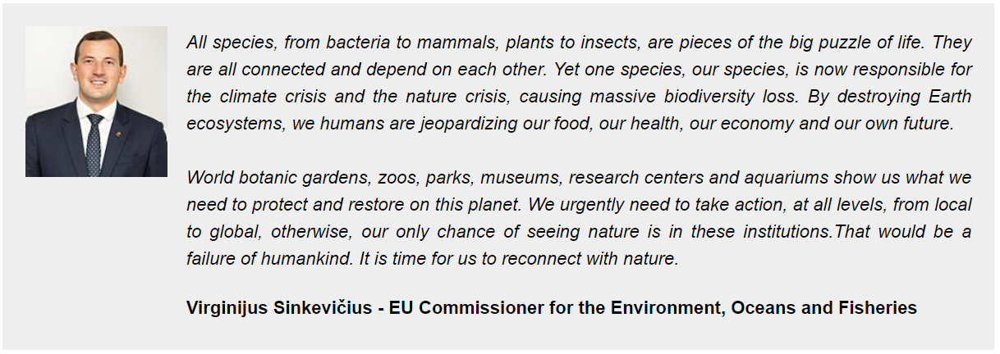 All species, from bacteria to mammals, plants to insects, are pieces of the big puzzle of life. They
are all connected and depend on each other. Yet one species, our species, is now responsible for
the climate crisis and the nature crisis, causing massive biodiversity loss. By destroying Earth
ecosystems, we humans are jeopardizing our food, our health, our economy and our own future.
World botanic gardens, zoos, parks, museums, research centers and aquariums show us what we
need to protect and restore on this planet. We urgently need to take action, at all levels, from local
to global, otherwise, our only chance of seeing nature is in these institutions.That would be a
failure of humankind. It is time for us to reconnect with nature.
Virginijus Sinkevičius - EU Commissioner for the Environment, Oceans and Fisheries